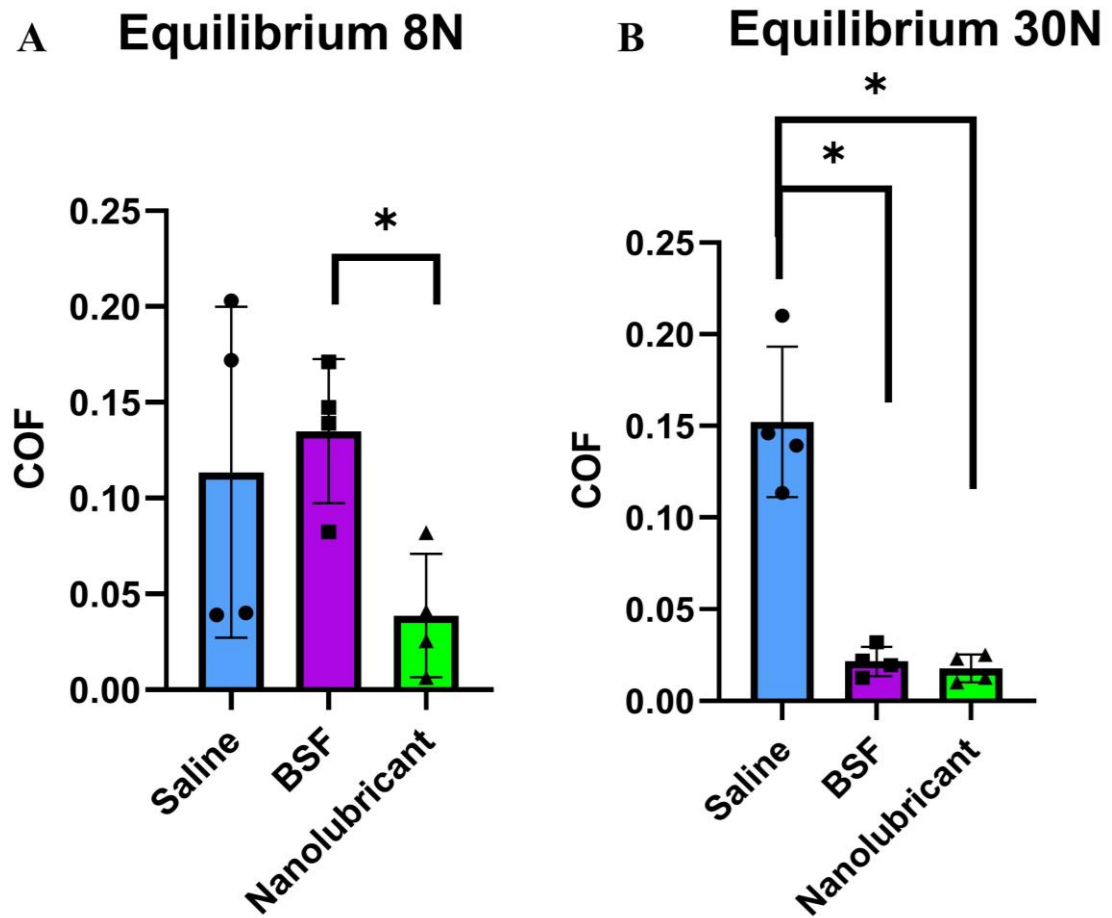 A Equilibrium 8N
*
0.25
0.20
0.15
0.10
0.05
0.00
COF
Saline
BSF
Nanolubricant
B Equilibrium 30N
*
*
0.25
0.20
0.15
0.10
0.05
0.00
COF
Saline
BSF
Nanolubricant